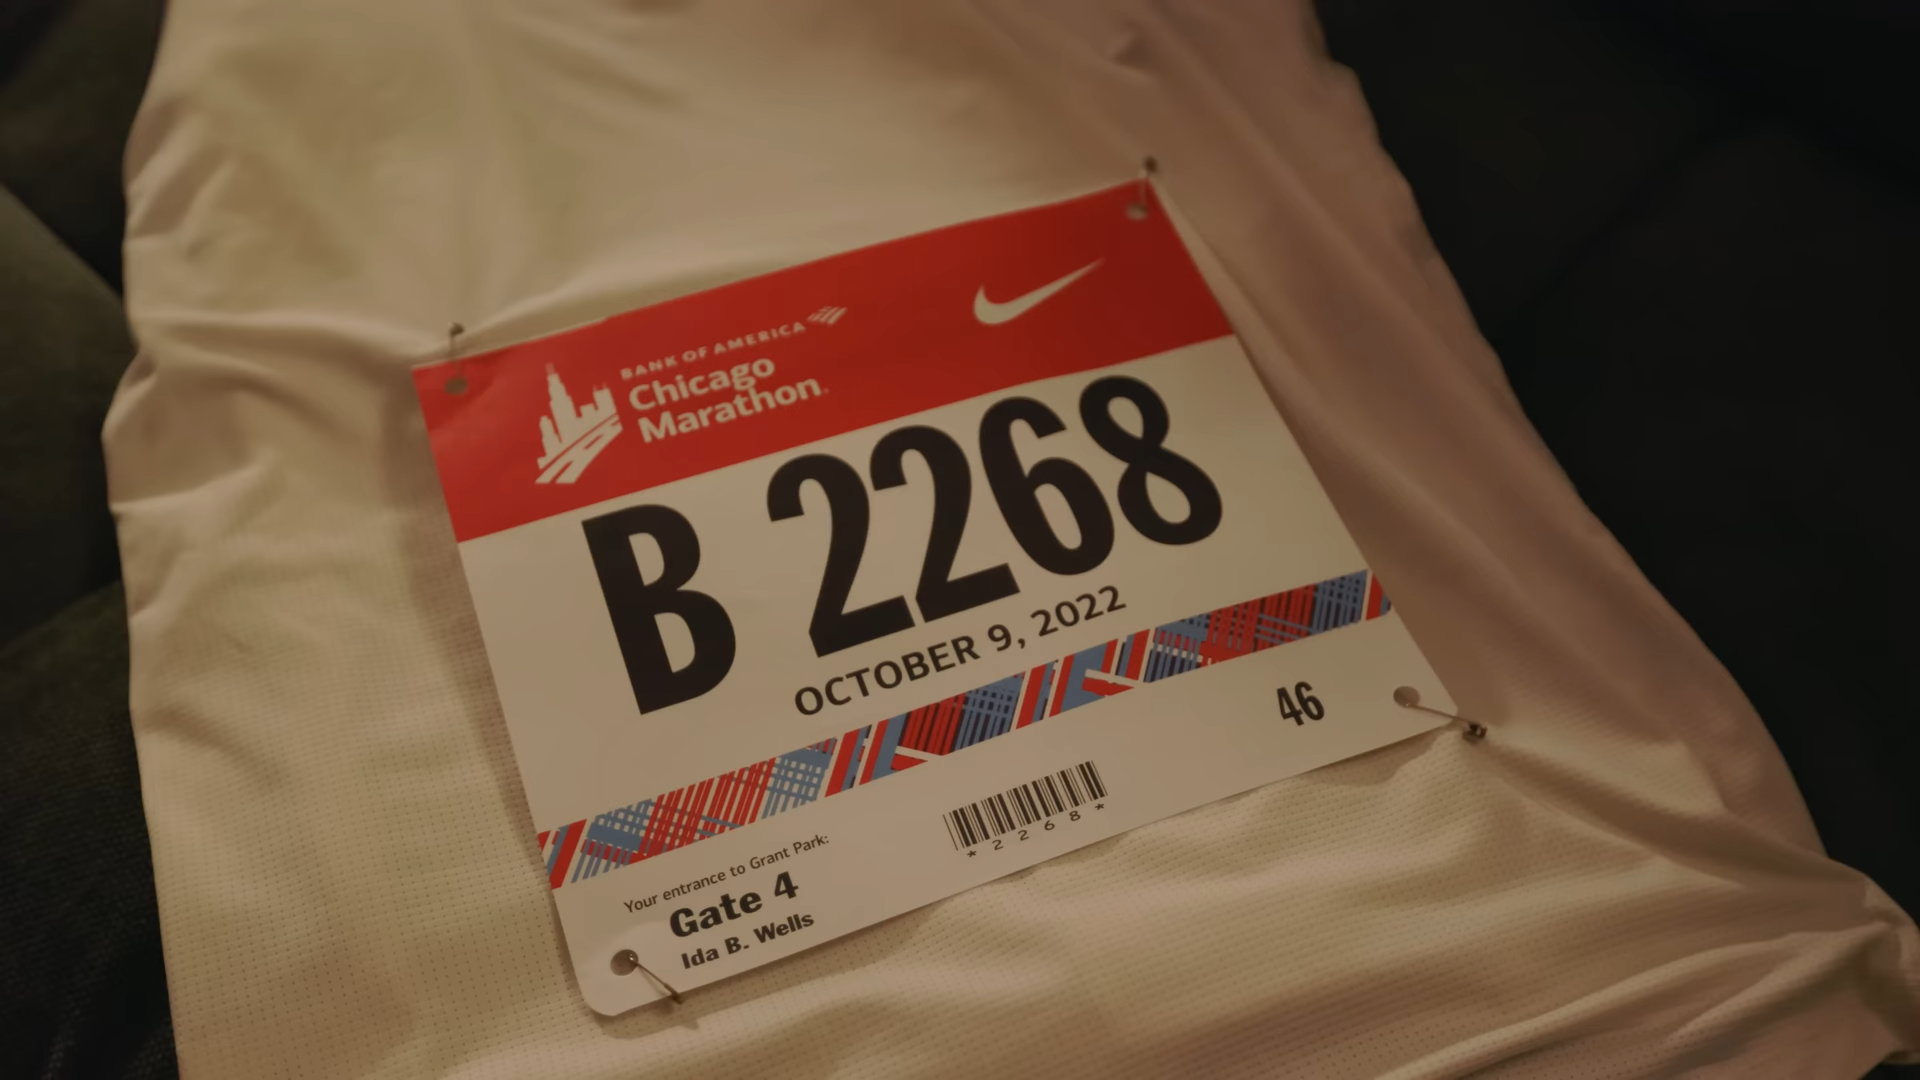 BANK OF AMERICA
Chicago
Marathon.
B 2268
OCTOBER 9, 2022
46
*2268*
Your entrance to Grant Park:
Gate 4
Ida B. Wells